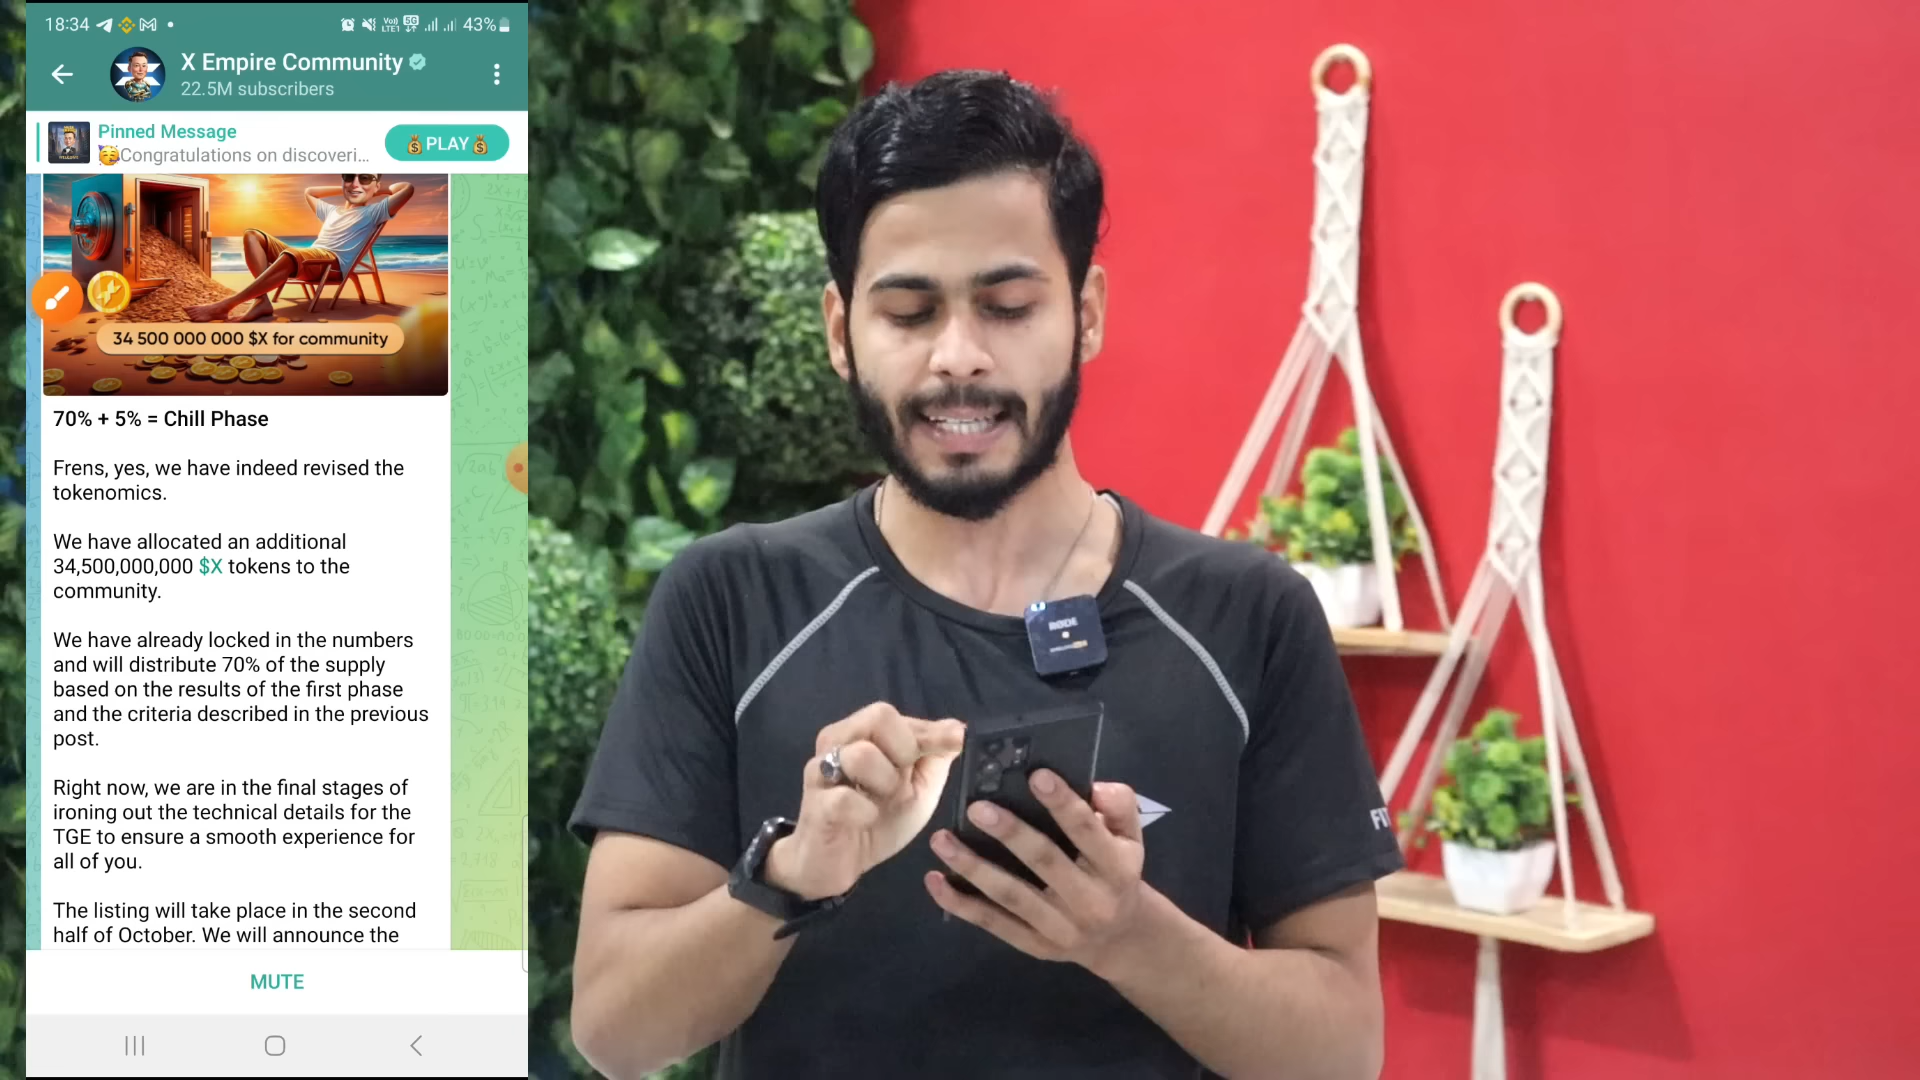 18:34
Vo))
LTE1
5G
43%
X Empire Community
22.5M subscribers
Pinned Message
Congratulations on discoveri...
PLAY
34 500 000 000 $X for community
70% + 5% = Chill Phase
Frens, yes, we have indeed revised the
tokenomics.
We have allocated an additional
34,500,000,000 $X tokens to the
community.
We have already locked in the numbers
and will distribute 70% of the supply
based on the results of the first phase
and the criteria described in the previous
post.
Right now, we are in the final stages of
ironing out the technical details for the
TGE to ensure a smooth experience for
all of you.
The listing will take place in the second
half of October. We will announce the
MUTE
RØDE